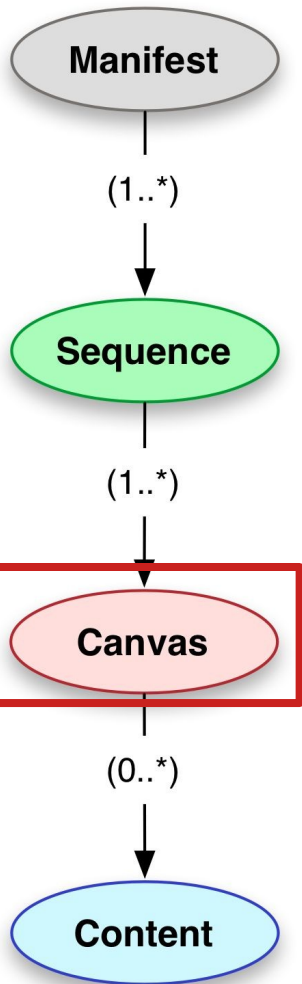 Manifest
(1..*)
Sequence
(1..*)
Canvas
(0..*)
Content